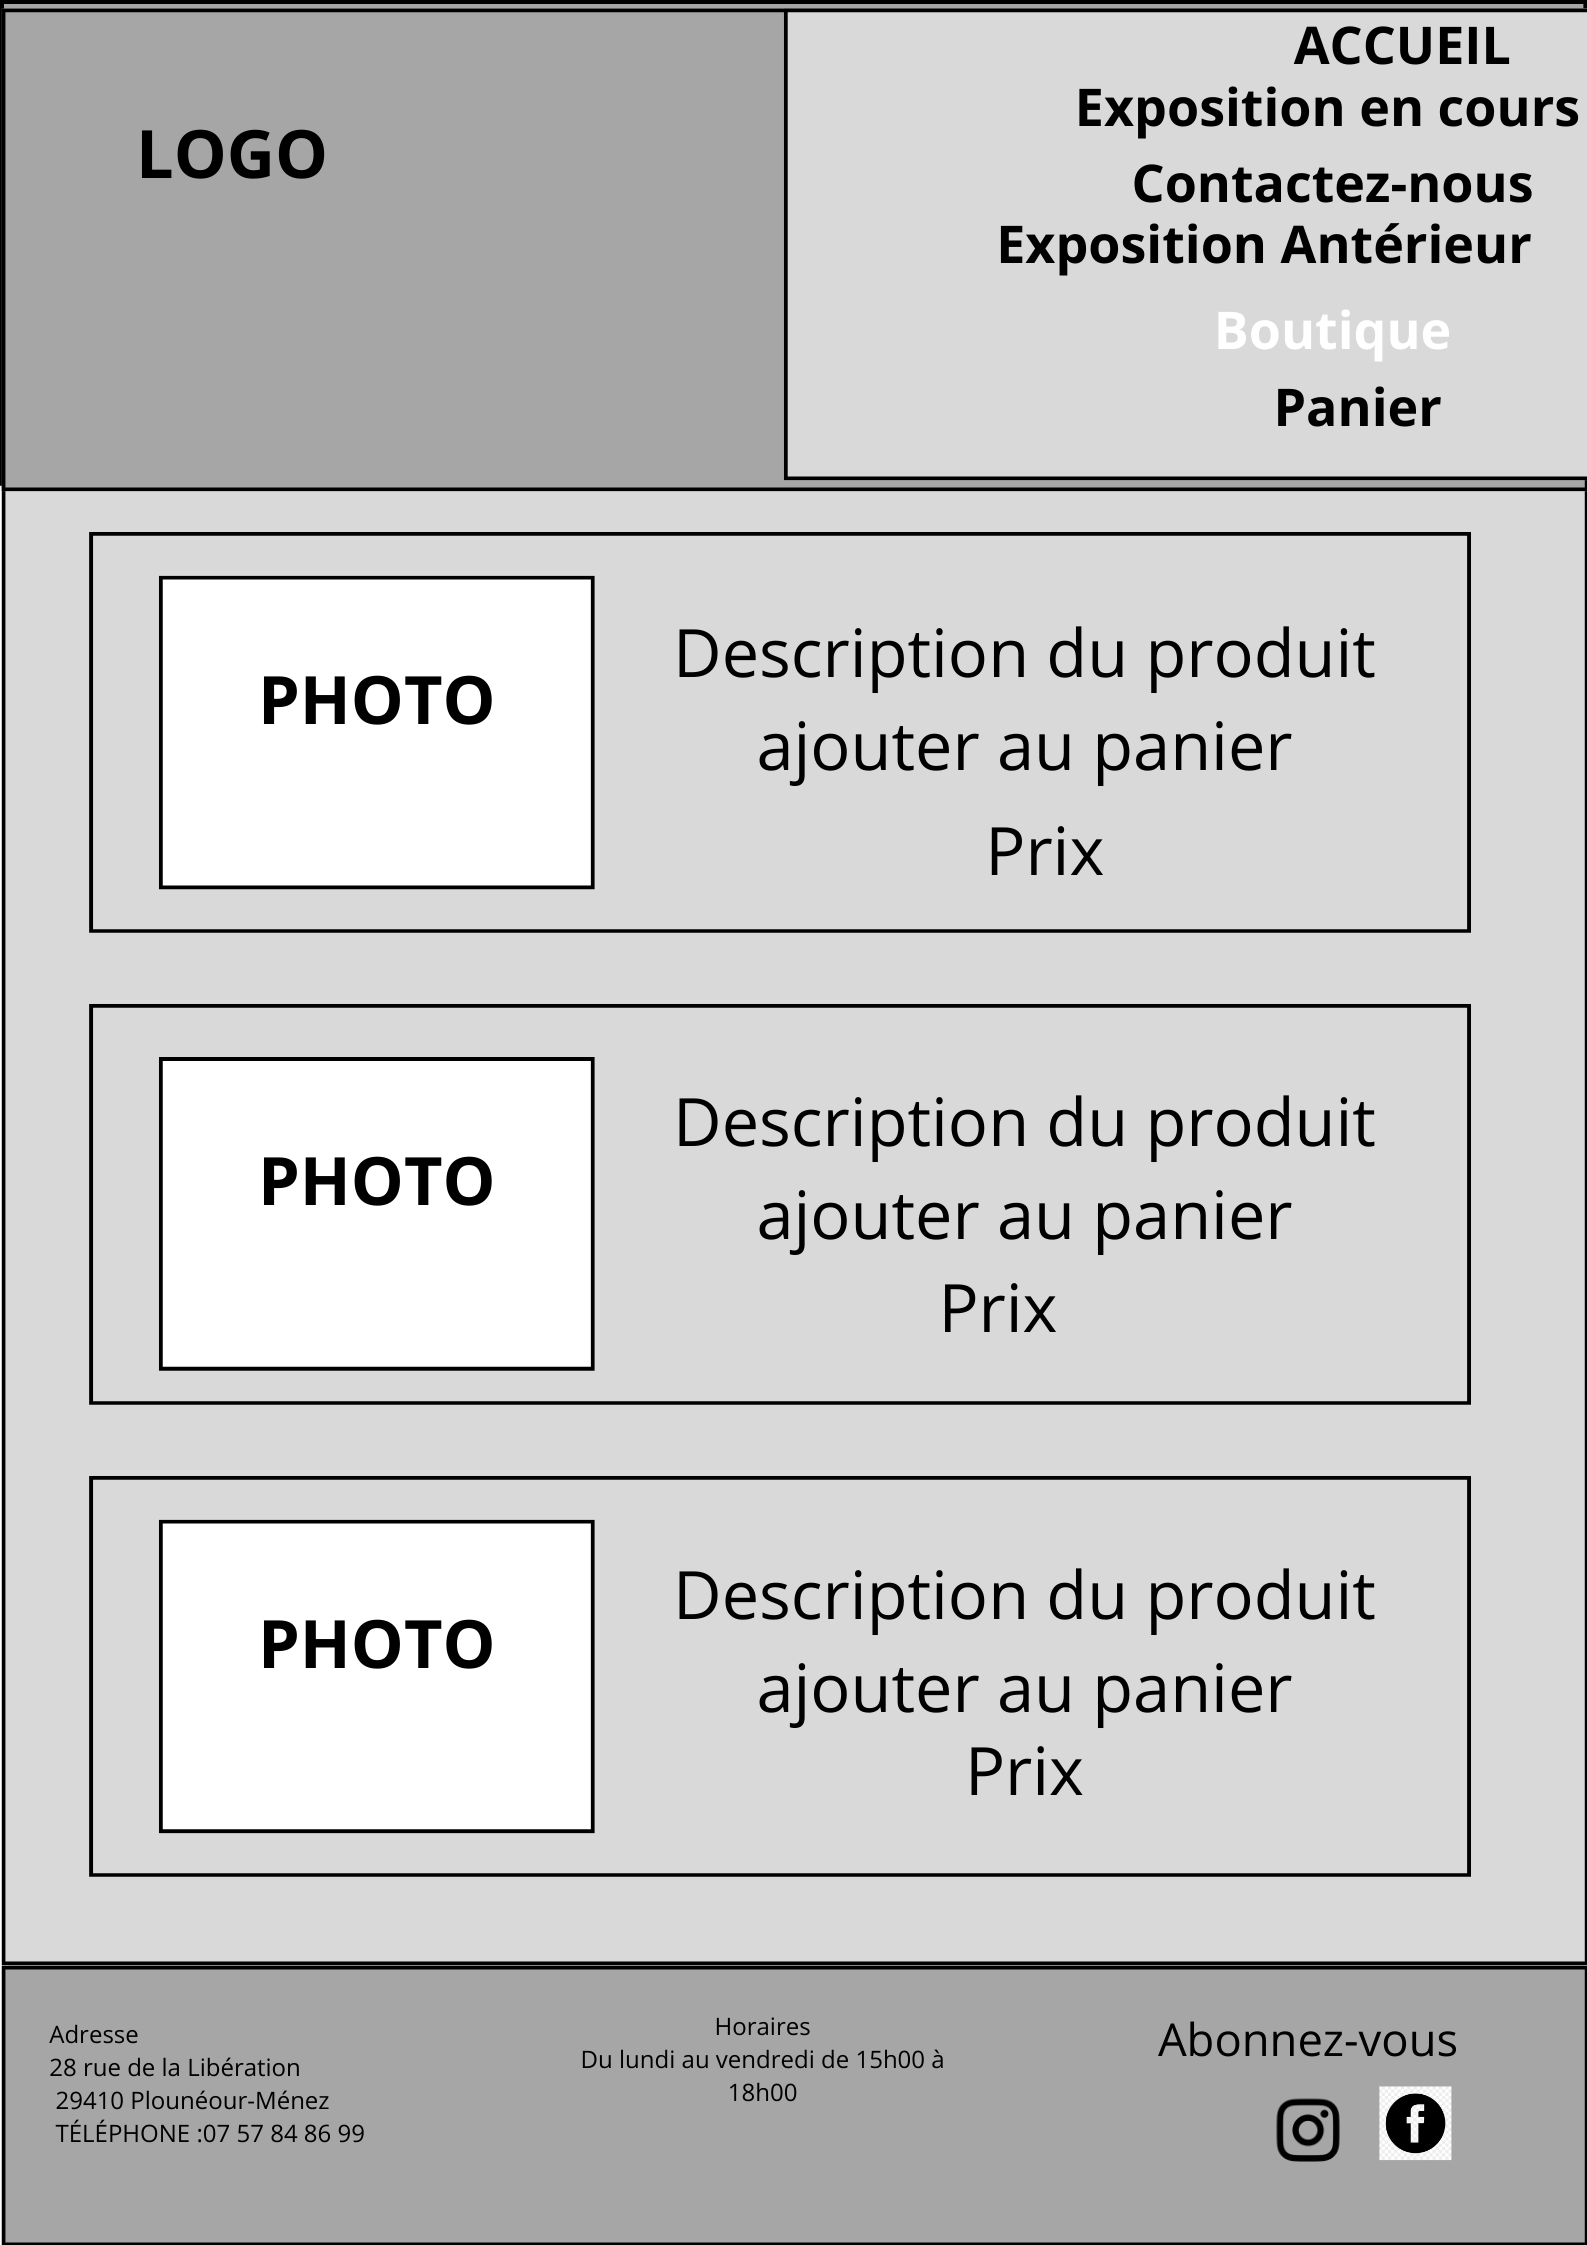 LOGO
ACCUEIL
Exposition en cours
Contactez-nous
Exposition Antérieur
Boutique
Panier
PHOTO
Description du produit
ajouter au panier
Prix
PHOTO
Description du produit
ajouter au panier
Prix
PHOTO
Description du produit
ajouter au panier
Prix
Adresse
28 rue de la Libération
29410 Plounéour-Ménez
TÉLÉPHONE :07 57 84 86 99
Horaires
Du lundi au vendredi de 15h00 à
18h00
Abonnez-vous